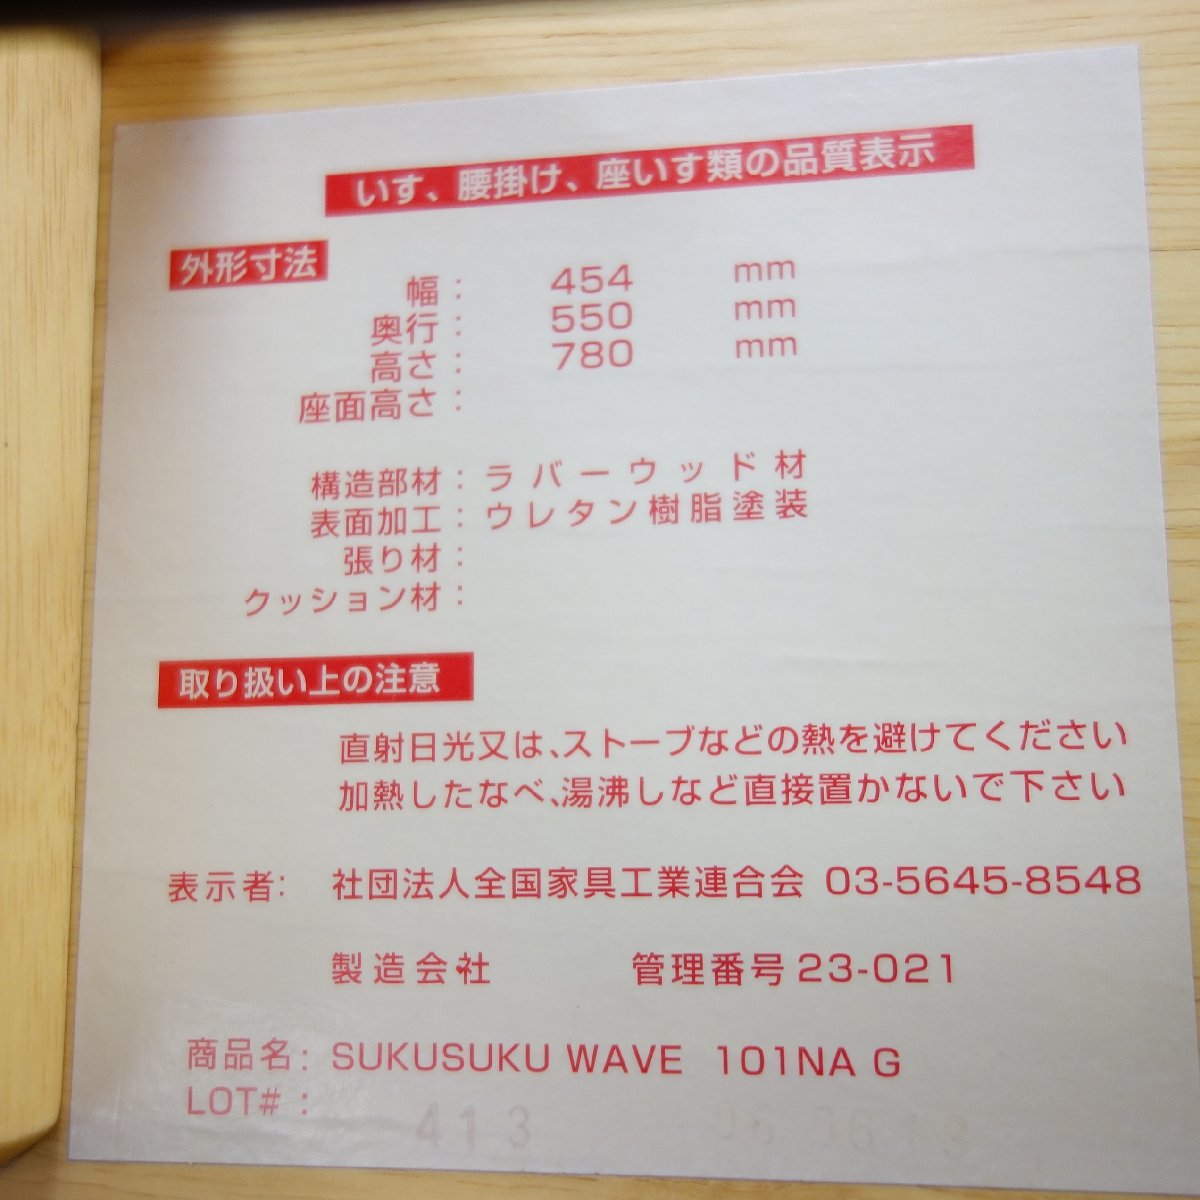 いす、腰掛け、座いす類の品質表示
外形寸法
幅： 454 mm
奥行： 550 mm
高さ： 780 mm
座面高さ：
構造部材：ラバーウッド材
表面加工：ウレタン樹脂塗装
張り材：
クッション材：
取り扱い上の注意
直射日光又は、ストーブなどの熱を避けてください
加熱したなべ、湯沸しなど直接置かないで下さい
表示者： 社団法人全国家具工業連合会 03-5645-8548
製造会社 管理番号 23-021
商品名： SUKUSUKU WAVE 101NA G
LOT#：
413